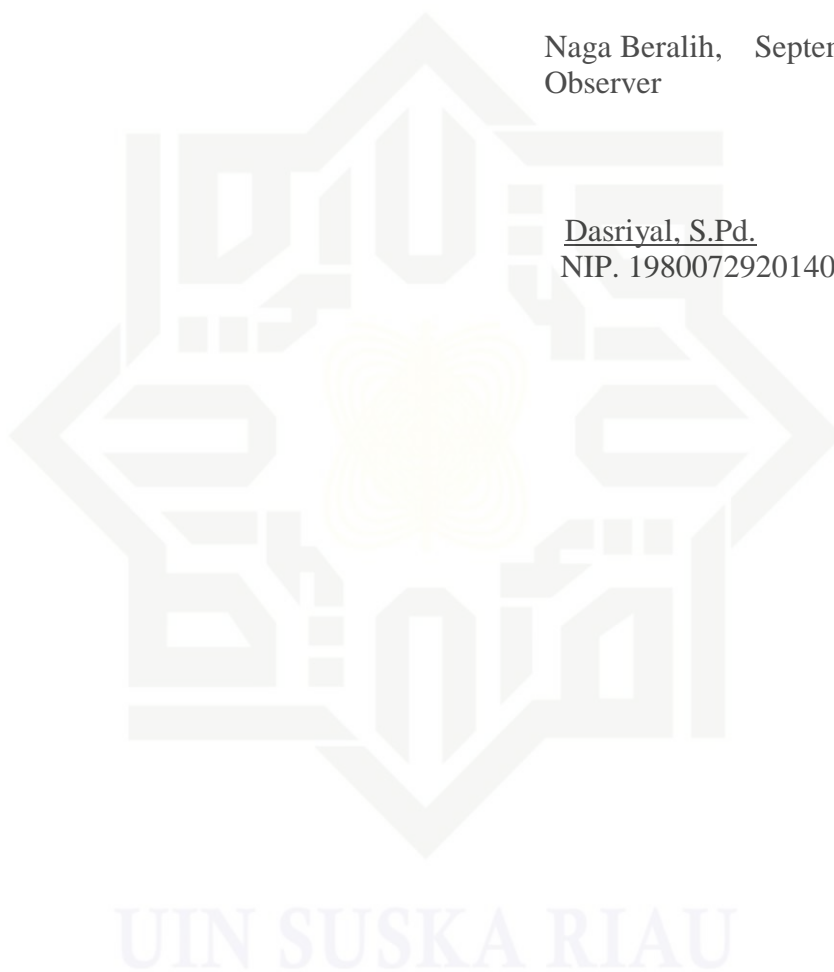 Naga Beralih, Septer
Observer
Dasriyal, S.Pd.
NIP. 1980072920140
UIN SUSKA RIAU